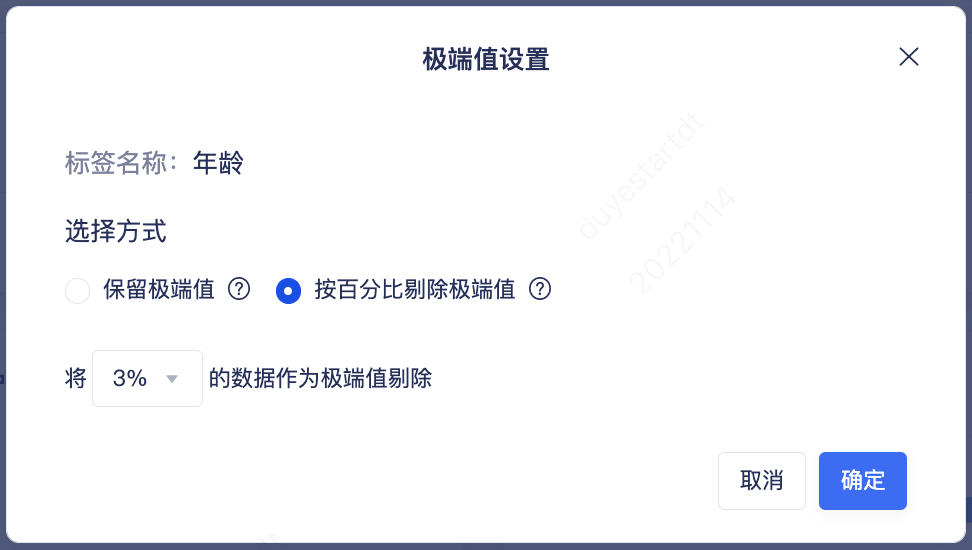 极端值设置
标签名称：年龄
选择方式
保留极端值 ? 按百分比剔除极端值 ?
将 3% 的数据作为极端值剔除
取消 确定
duyestartdt
20221114